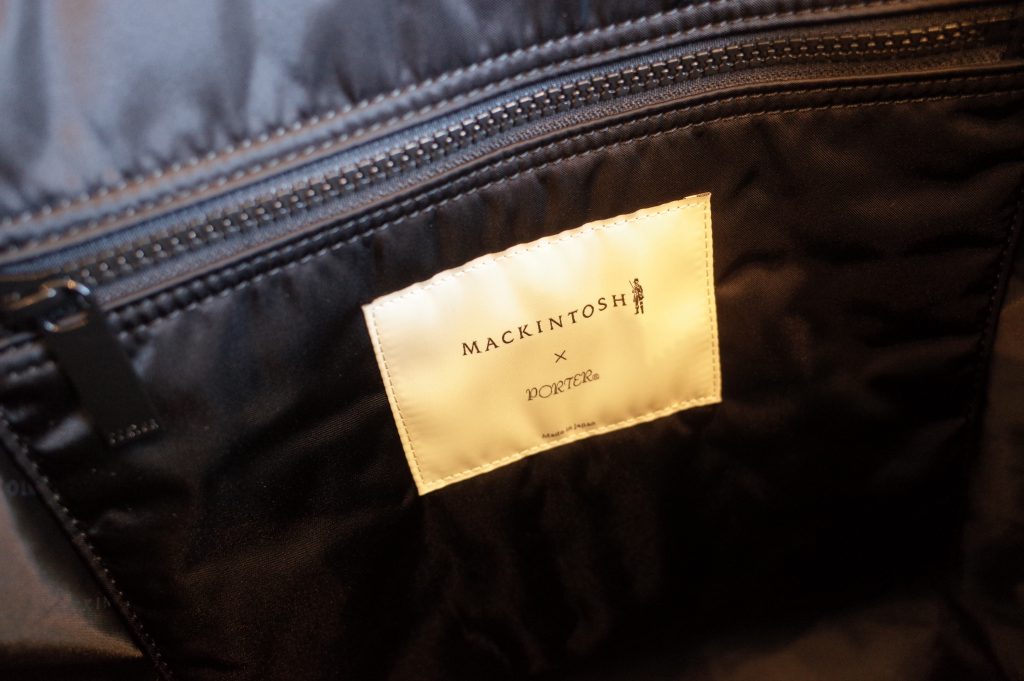 MACKINTOSH
×
PORTER®
Made in Japan